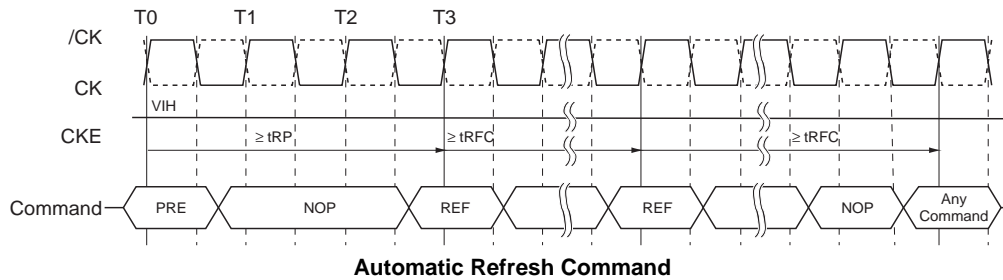 T0 T1 T2 T3
/CK
CK
VIH
CKE
≥ tRP ≥ tRFC ≥ tRFC
Command PRE NOP REF REF NOP Any Command
Automatic Refresh Command